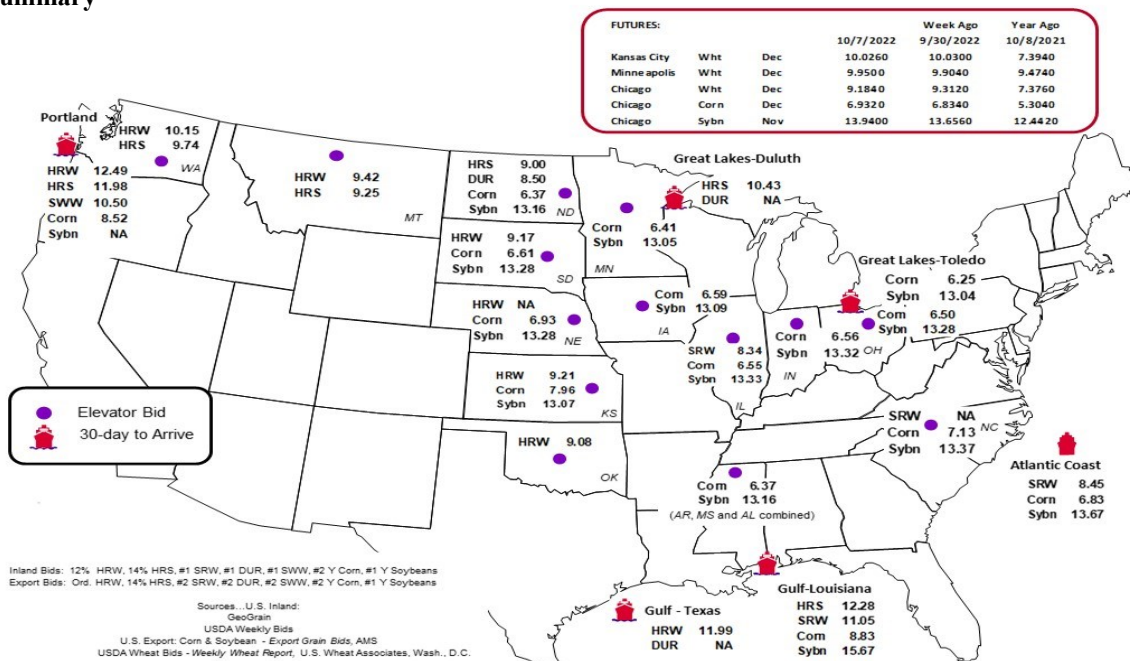 ummary
FUTURES: Week Ago Year Ago
10/7/2022 9/30/2022 10/8/2021
Kansas City Wht Dec 10.0260 10.0300 7.3940
Minneapolis Wht Dec 9.9500 9.9040 9.4740
Chicago Wht Dec 9.1840 9.3120 7.3760
Chicago Corn Dec 6.9320 6.8340 5.3040
Chicago Sybn Nov 13.9400 13.6560 12.4420
Portland
HRW 12.49
HRS 11.98
SWW 10.50
Corn 8.52
Sybn NA
HRW 10.15
HRS 9.74
WA
HRW 9.42
HRS 9.25
MT
HRS 9.00
DUR 8.50
Corn 6.37
Sybn 13.16
ND
HRW 9.17
Corn 6.61
Sybn 13.28
SD
HRW NA
Corn 6.93
Sybn 13.28
NE
HRW 9.21
Corn 7.96
Sybn 13.07
KS
HRW 9.08
OK
Corn 6.41
Sybn 13.05
MN
Great Lakes-Duluth
HRS 10.43
DUR NA
Corn 6.59
Sybn 13.09
IA
SRW 8.34
Corn 6.55
Sybn 13.33
IL
Great Lakes-Toledo
Corn 6.25
Sybn 13.04
Corn 6.56
Sybn 13.32
IN
Corn 6.50
Sybn 13.28
OH
SRW NA
Corn 7.13
Sybn 13.37
NC
Atlantic Coast
SRW 8.45
Corn 6.83
Sybn 13.67
Corn 6.37
Sybn 13.16
(AR, MS and AL combined)
Gulf-Louisiana
HRS 12.28
SRW 11.05
Corn 8.83
Sybn 15.67
Gulf - Texas
HRW 11.99
DUR NA
Elevator Bid
30-day to Arrive
Inland Bids: 12% HRW, 14% HRS, #1 SRW, #1 DUR, #1 SWW, #2 Y Corn, #1 Y Soybeans
Export Bids: Ord. HRW, 14% HRS, #2 SRW, #2 DUR, #2 SWW, #2 Y Corn, #1 Y Soybeans
Sources...U.S. Inland:
GeoGrain
USDA Weekly Bids
U.S. Export: Corn & Soybean - Export Grain Bids, AMS
USDA Wheat Bids - Weekly Wheat Report, U.S. Wheat Associates, Wash., D.C.